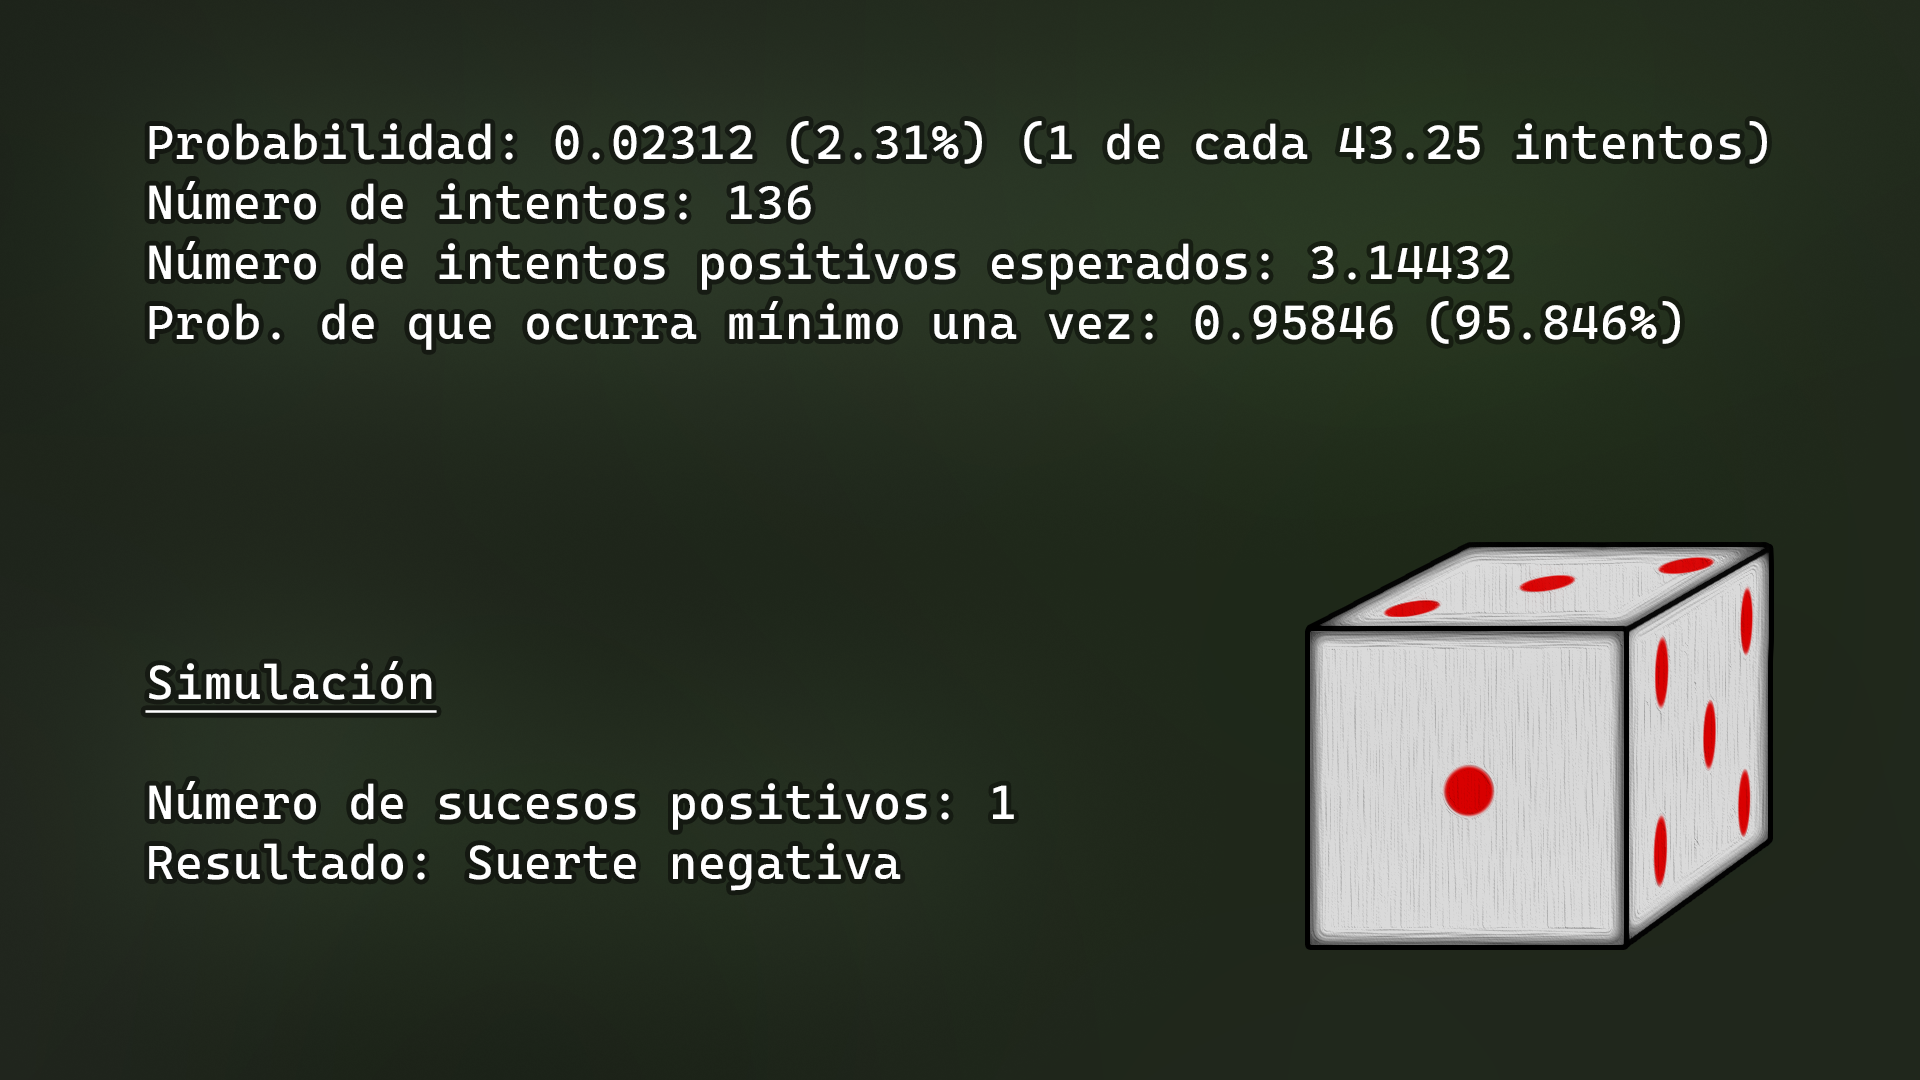 Probabilidad: 0.02312 (2.31%) (1 de cada 43.25 intentos)
Número de intentos: 136
Número de intentos positivos esperados: 3.14432
Prob. de que ocurra mínimo una vez: 0.95846 (95.846%)
Simulación
Número de sucesos positivos: 1
Resultado: Suerte negativa